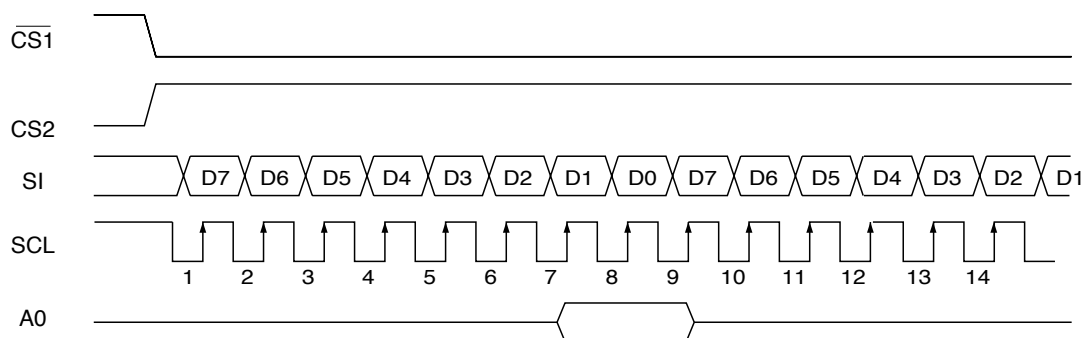 CS1
CS2
SI D7 D6 D5 D4 D3 D2 D1 D0 D7 D6 D5 D4 D3 D2 D1
SCL
1 2 3 4 5 6 7 8 9 10 11 12 13 14
A0